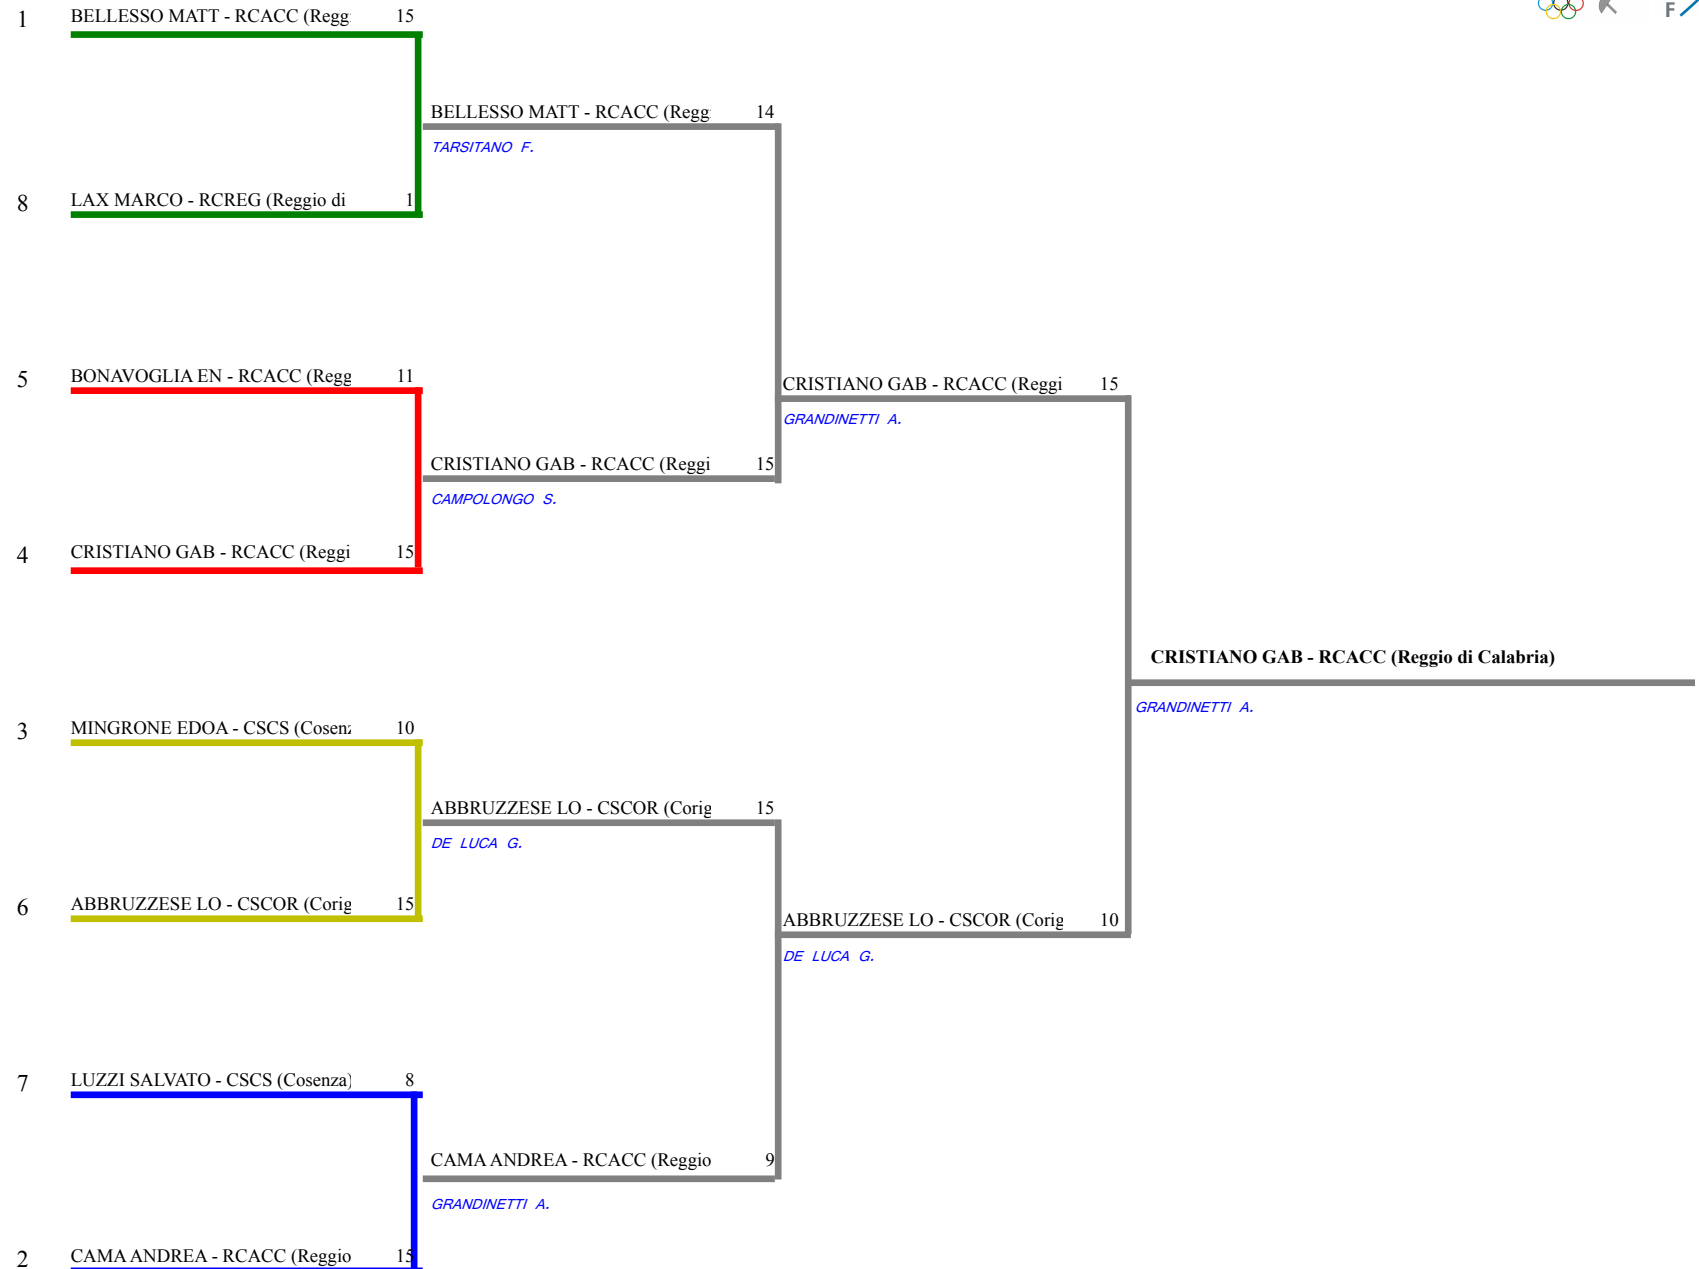 1 BELLESSO MATT - RCACC (Regg 15
F
BELLESSO MATT - RCACC (Regg 14
TARSITANO F.
8 LAX MARCO - RCREG (Reggio di 1
5 BONAVOGLIA EN - RCACC (Regg 11
CRISTIANO GAB - RCACC (Reggi 15
GRANDINETTI A.
CRISTIANO GAB - RCACC (Reggi 15
CAMPOLONGO S.
4 CRISTIANO GAB - RCACC (Reggi 15
CRISTIANO GAB - RCACC (Reggio di Calabria)
GRANDINETTI A.
3 MINGRONE EDOA - CSCS (Cosenz 10
ABBRUZZESE LO - CSCOR (Corig 15
DE LUCA G.
6 ABBRUZZESE LO - CSCOR (Corig 15
ABBRUZZESE LO - CSCOR (Corig 10
DE LUCA G.
7 LUZZI SALVATO - CSCS (Cosenza) 8
CAMA ANDREA - RCACC (Reggio 9
GRANDINETTI A.
2 CAMA ANDREA - RCACC (Reggio 15